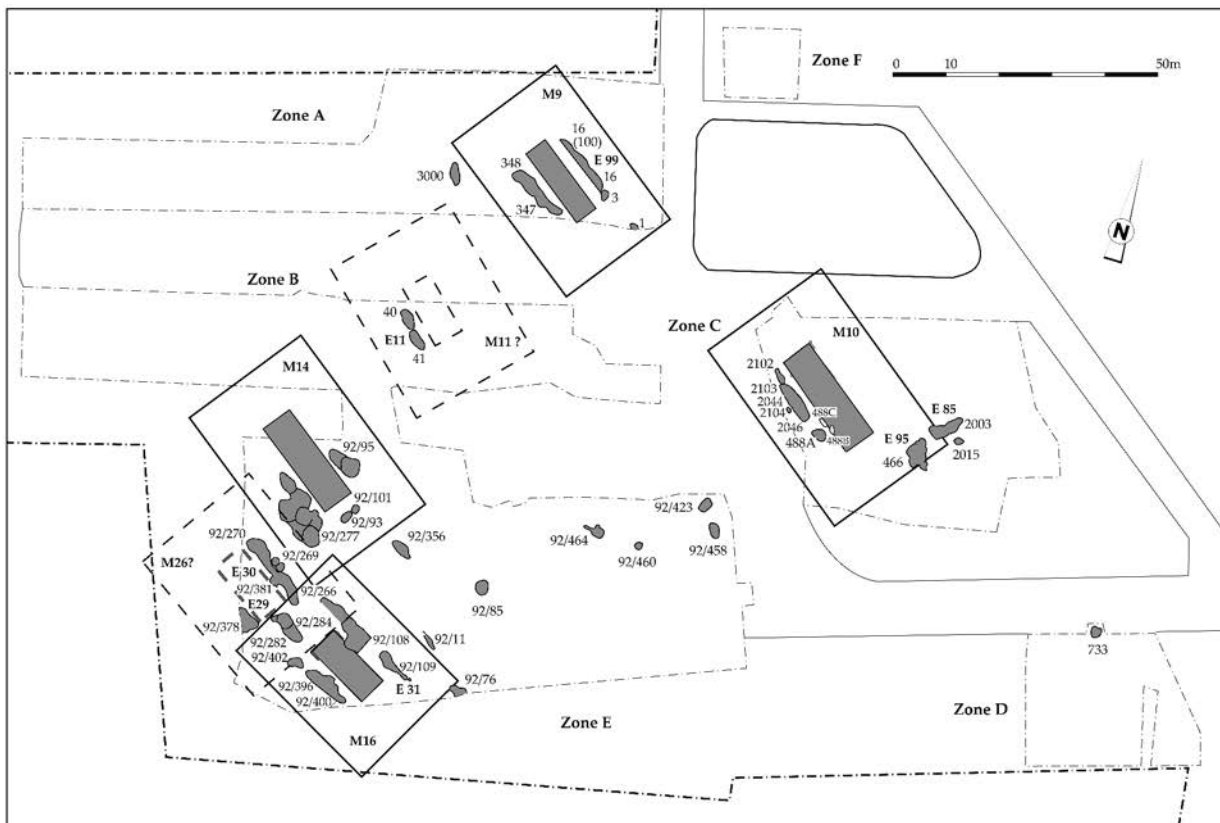 Zone F
0 10 50m
Zone A
M9
16
(100)
E 99
348
16
3
3000
347
1
N
Zone B
40
E11
41
M11 ?
Zone C
M10
M14
2102
2103
2044
2104
488C
2046
488B
488A
E 85
2003
E 95
466
2015
92/95
92/101
92/93
92/277
92/270
92/269
92/356
92/423
92/464
92/460
92/458
M26?
E 30
92/381
92/266
E29
92/284
92/85
92/378
92/282
92/108
92/11
92/402
92/109
92/396
E 31
92/76
92/400
733
M16
Zone E
Zone D